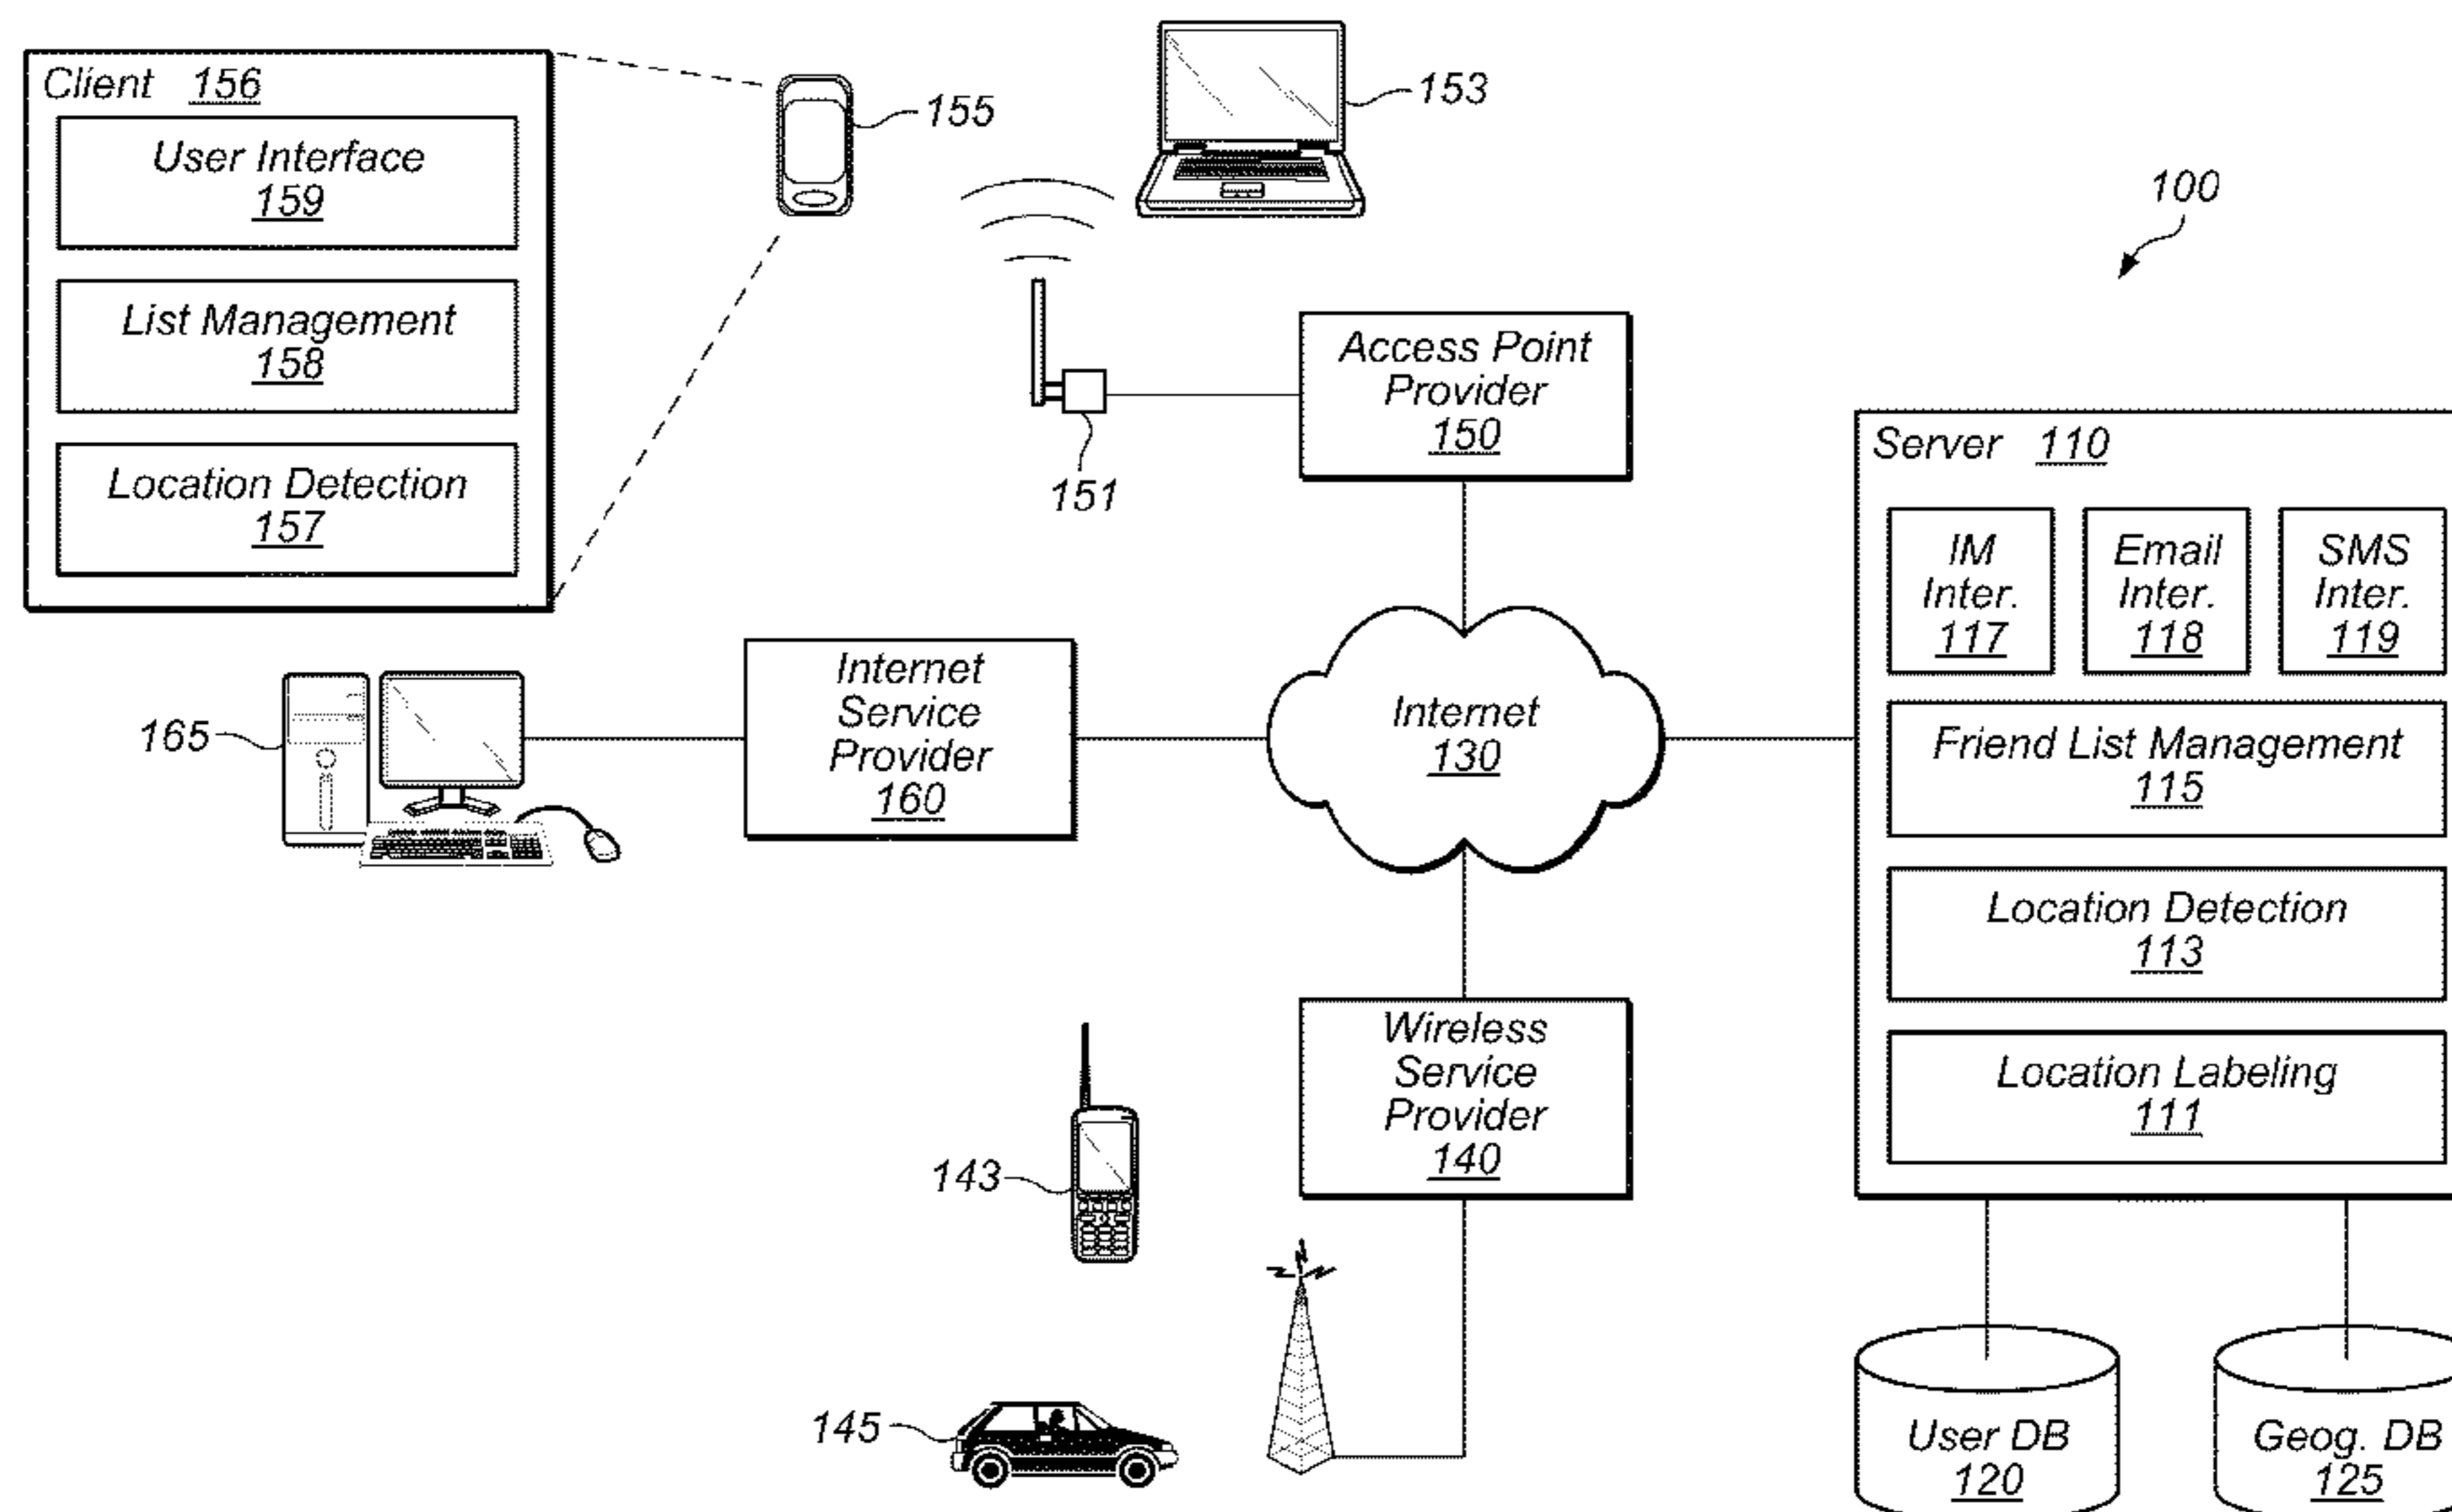 Client 156
User Interface
159
List Management
158
Location Detection
157
155
153
100
151
Access Point
Provider
150
Server 110
IM
Inter.
117
Email
Inter.
118
SMS
Inter.
119
Friend List Management
115
Location Detection
113
Location Labeling
111
165
Internet
Service
Provider
160
Internet
130
Wireless
Service
Provider
140
143
145
User DB
120
Geog. DB
125